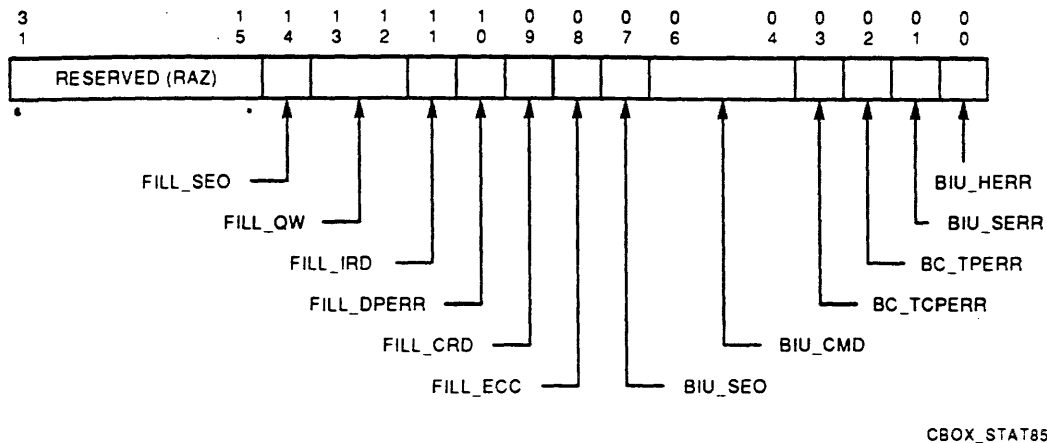 3 1 1 1 1 1 1 0 0 0 0 0 0 0 0 0
1 5 4 3 2 1 0 9 8 7 6 4 3 2 1 0
RESERVED (RAZ)
FILL_SEO
BIU_HERR
FILL_QW
BIU_SERR
FILL_IRD
BC_TPERR
FILL_DPERR
BC_TCPERR
FILL_CRD
BIU_CMD
FILL_ECC
BIU_SEO
CBOX_STAT85